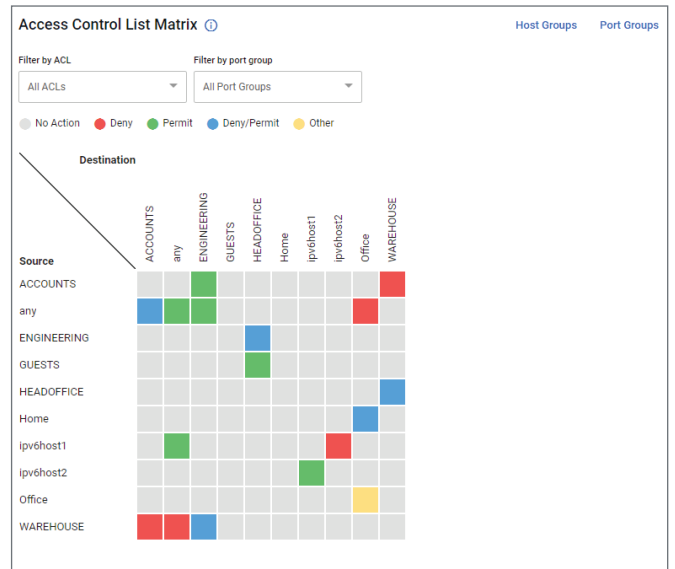 Access Control List Matrix
Host Groups Port Groups
Filter by ACL Filter by port group
All ACLs All Port Groups
No Action Deny Permit Deny/Permit Other
Destination
ACCOUNTS
any
ENGINEERING
GUESTS
HEADOFFICE
Home
ipv6host1
ipv6host2
Office
WAREHOUSE
Source
ACCOUNTS
any
ENGINEERING
GUESTS
HEADOFFICE
Home
ipv6host1
ipv6host2
Office
WAREHOUSE